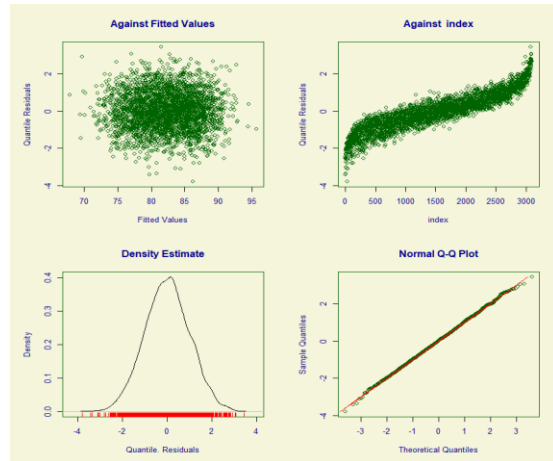 Against Fitted Values
Quantile Residuals
2
0
-2
-4
70 75 80 85 90 95
Fitted Values
Against index
Quantile Residuals
2
0
-2
-4
0 500 1000 1500 2000 2500 3000
index
Density Estimate
Density
0.4
0.3
0.2
0.1
0.0
-4 -2 0 2 4
Quantile. Residuals
Normal Q-Q Plot
Sample Quantiles
2
0
-2
-4
-3 -2 -1 0 1 2 3
Theoretical Quantiles